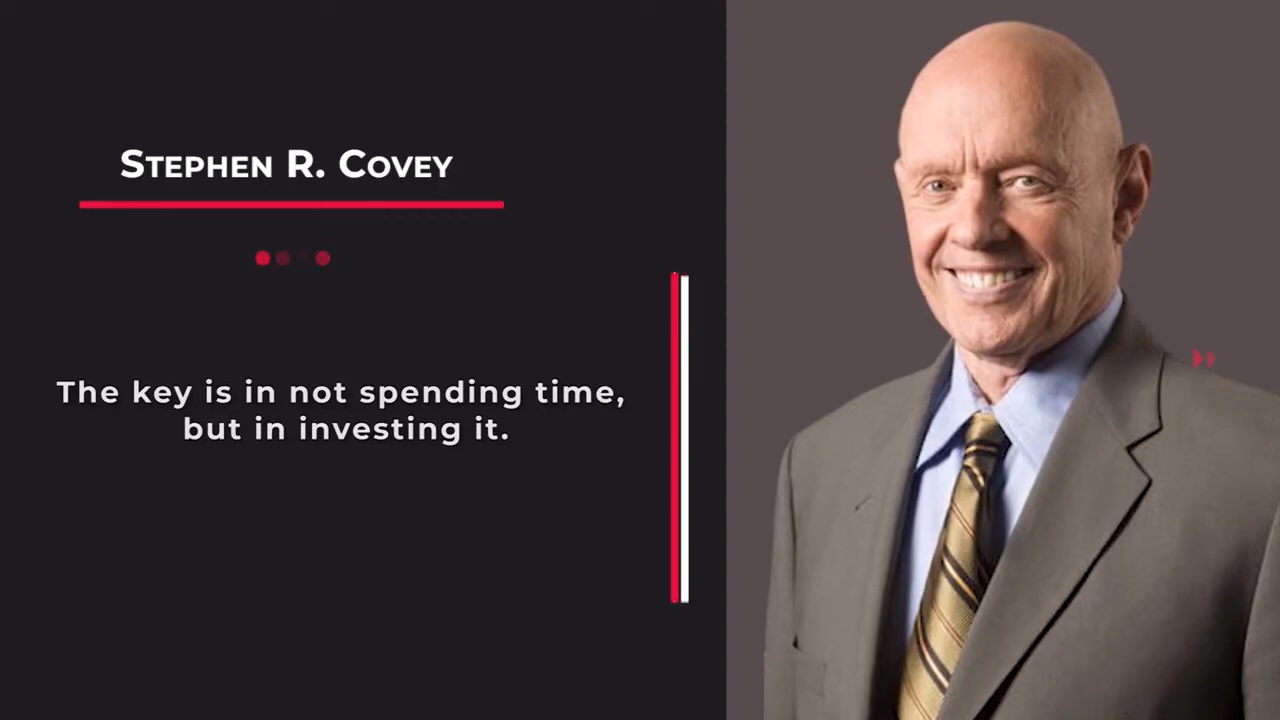 Stephen R. Covey
The key is in not spending time,
but in investing it.